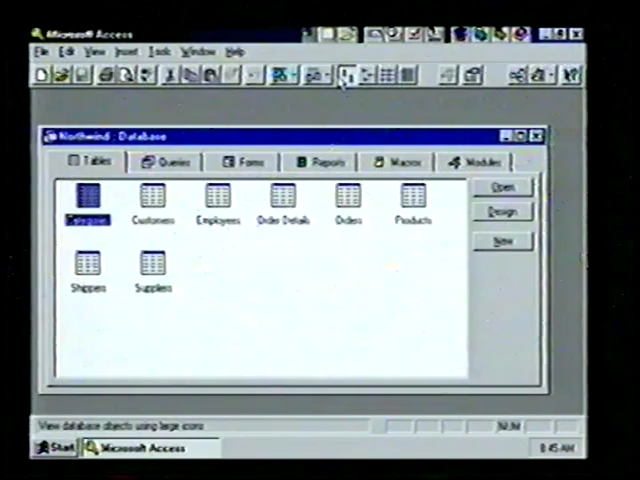 Microsoft Access
File Edit View Insert Tools Window Help
Northwind : Database
Tables Queries Forms Reports Macros Modules
Categories Customers Employees Order Details Orders Products
Shippers Suppliers
Open
Design
New
View database objects using large icons
NUM
Start Microsoft Access
8:45 AM